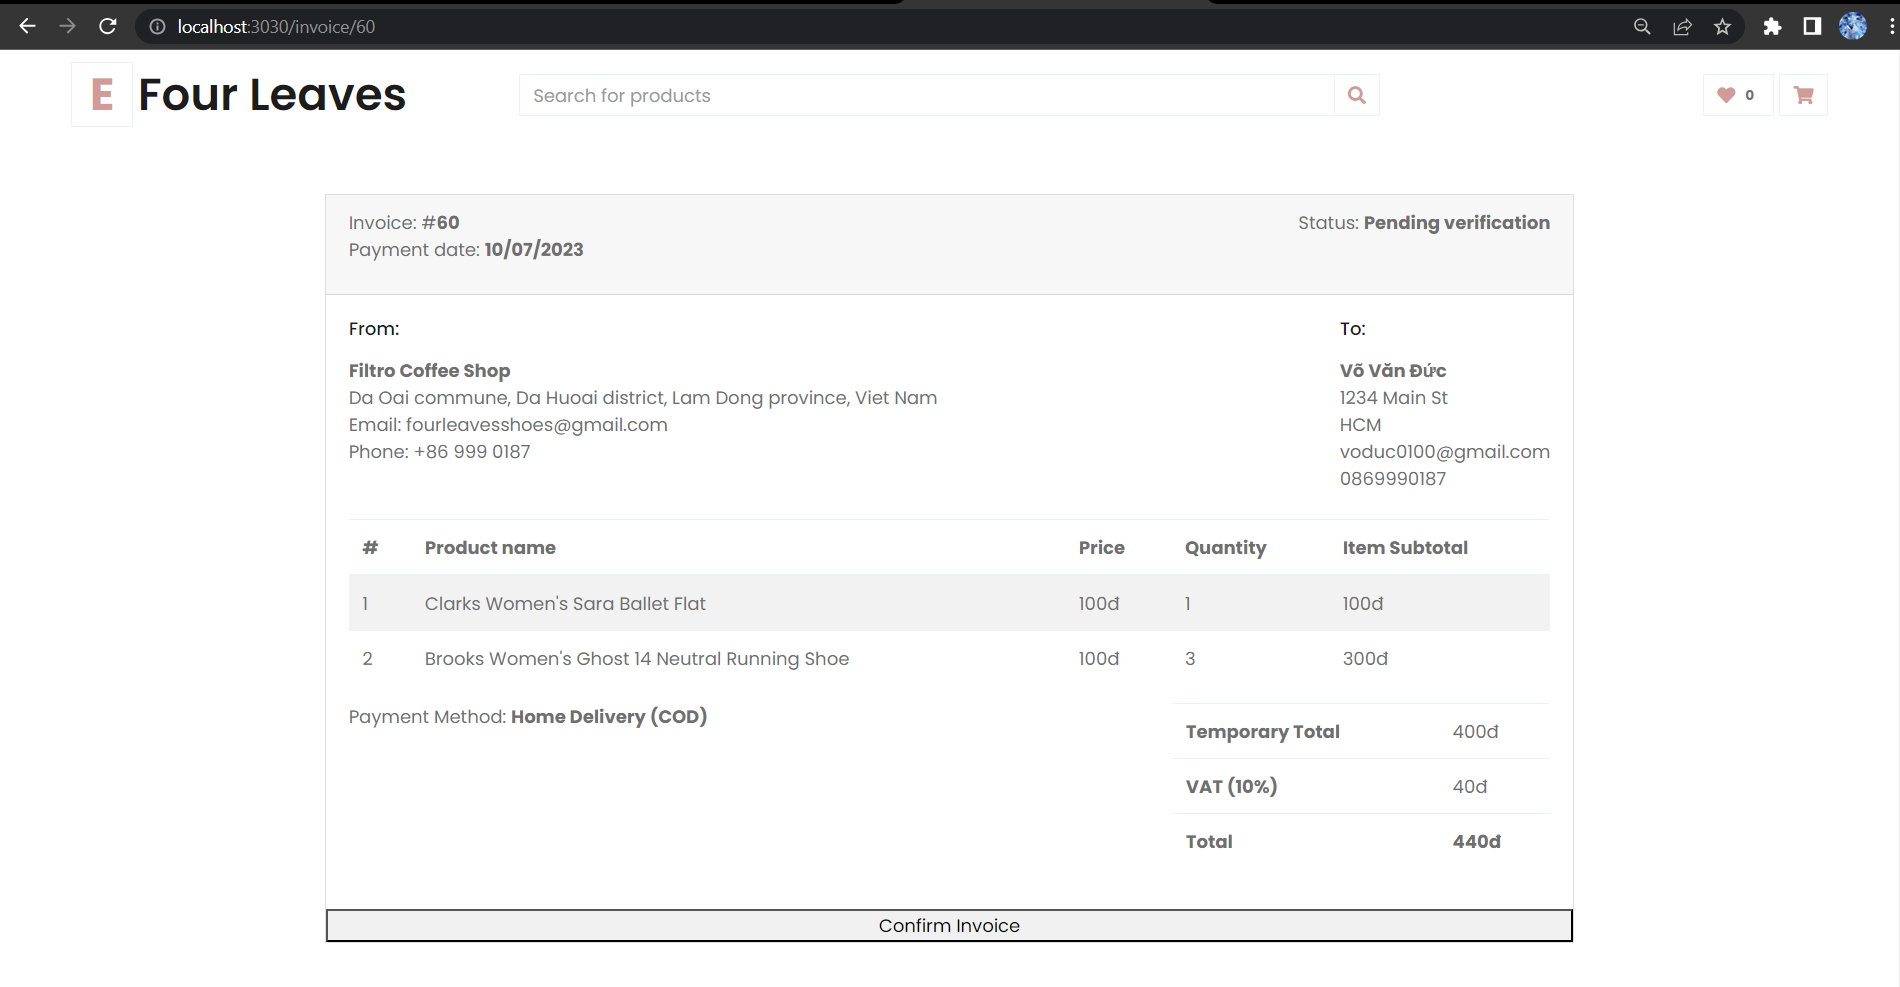 localhost:3030/invoice/60
E Four Leaves
Search for products
0
Invoice: #60
Status: Pending verification
Payment date: 10/07/2023
From:
Filtro Coffee Shop
Da Oai commune, Da Huoai district, Lam Dong province, Viet Nam
Email: fourleavesshoes@gmail.com
Phone: +86 999 0187
To:
Võ Văn Đức
1234 Main St
HCM
voduc0100@gmail.com
0869990187
# Product name Price Quantity Item Subtotal
1 Clarks Women's Sara Ballet Flat 100đ 1 100đ
2 Brooks Women's Ghost 14 Neutral Running Shoe 100đ 3 300đ
Payment Method: Home Delivery (COD)
Temporary Total 400đ
VAT (10%) 40đ
Total 440đ
Confirm Invoice